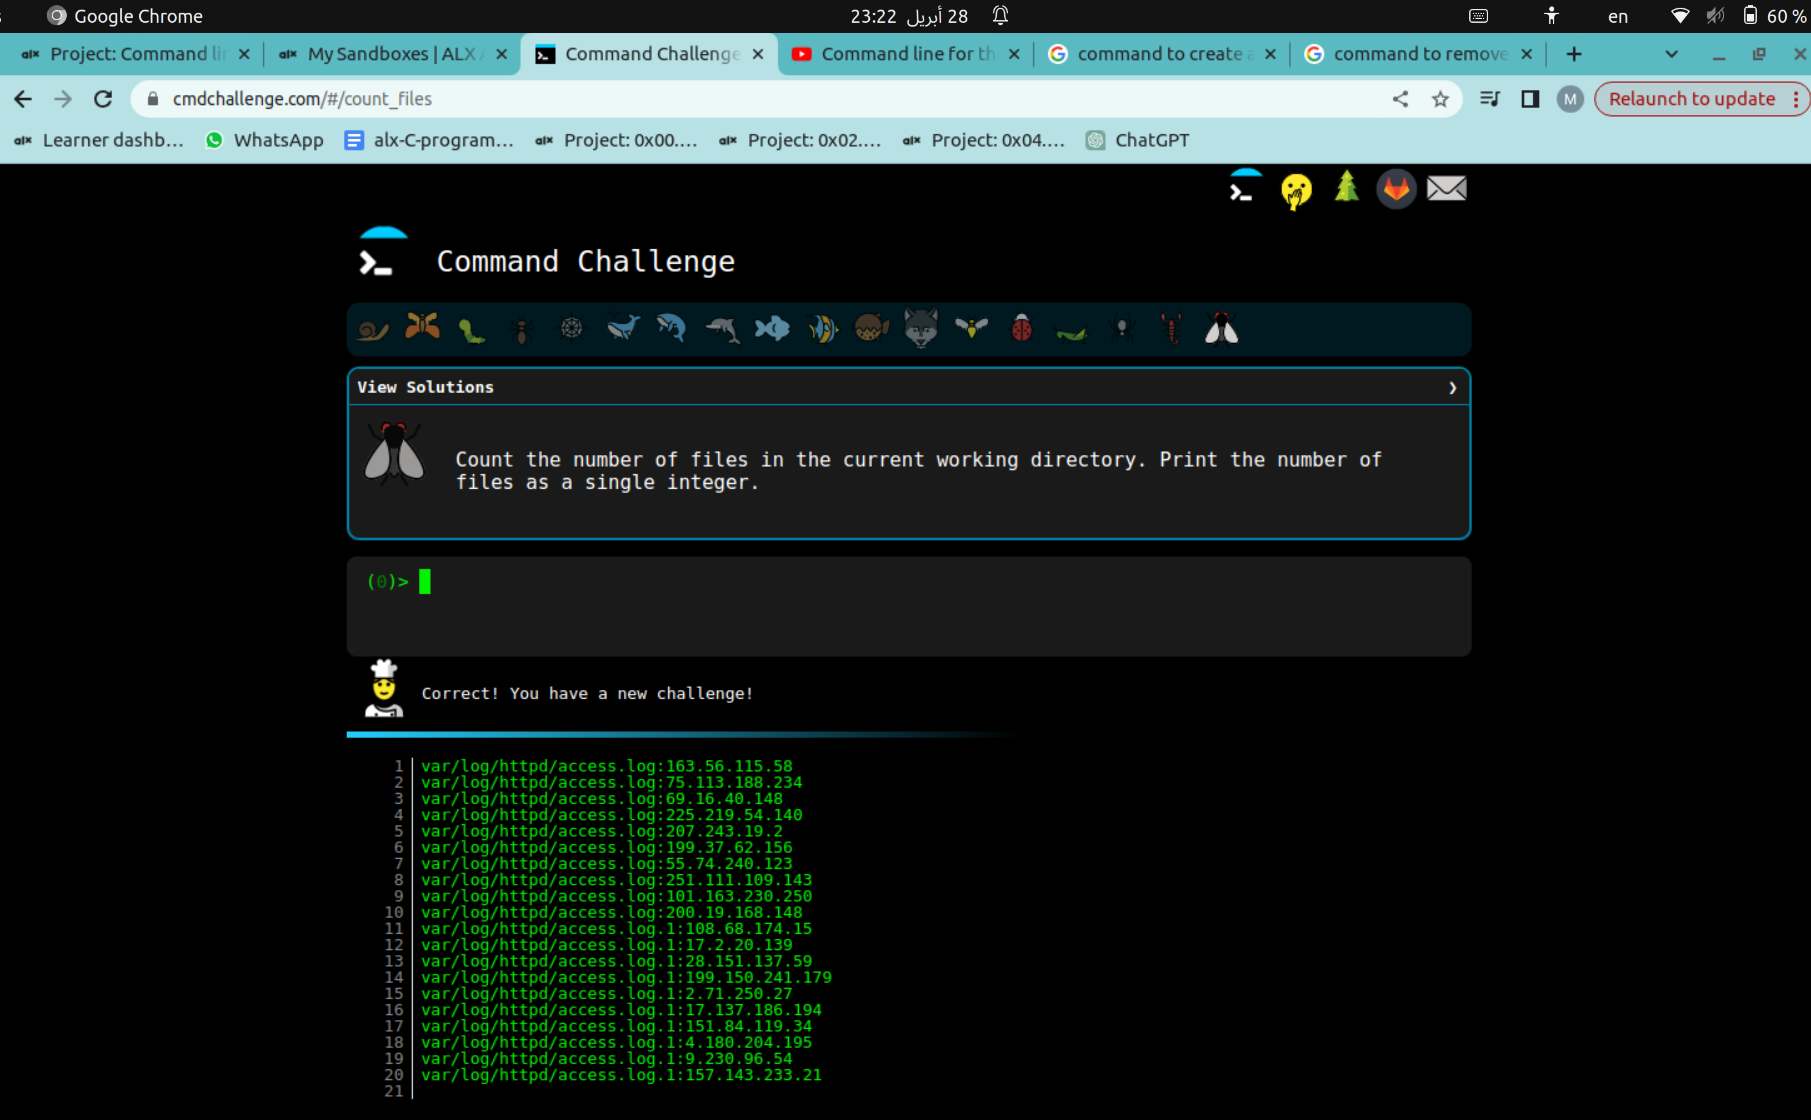 Google Chrome
23:22 28 أبريل
en
60 %
Project: Command lin
My Sandboxes | ALX A
Command Challenge
Command line for th
command to create a
command to remove
cmdchallenge.com/#/count_files
M
Relaunch to update
Learner dashb...
WhatsApp
alx-C-program...
Project: 0x00....
Project: 0x02....
Project: 0x04....
ChatGPT
Command Challenge
View Solutions
Count the number of files in the current working directory. Print the number of
files as a single integer.
(0)>
Correct! You have a new challenge!
1 var/log/httpd/access.log:163.56.115.58
2 var/log/httpd/access.log:75.113.188.234
3 var/log/httpd/access.log:69.16.40.148
4 var/log/httpd/access.log:225.219.54.140
5 var/log/httpd/access.log:207.243.19.2
6 var/log/httpd/access.log:199.37.62.156
7 var/log/httpd/access.log:55.74.240.123
8 var/log/httpd/access.log:251.111.109.143
9 var/log/httpd/access.log:101.163.230.250
10 var/log/httpd/access.log:200.19.168.148
11 var/log/httpd/access.log.1:108.68.174.15
12 var/log/httpd/access.log.1:17.2.20.139
13 var/log/httpd/access.log.1:28.151.137.59
14 var/log/httpd/access.log.1:199.150.241.179
15 var/log/httpd/access.log.1:2.71.250.27
16 var/log/httpd/access.log.1:17.137.186.194
17 var/log/httpd/access.log.1:151.84.119.34
18 var/log/httpd/access.log.1:4.180.204.195
19 var/log/httpd/access.log.1:9.230.96.54
20 var/log/httpd/access.log.1:157.143.233.21
21